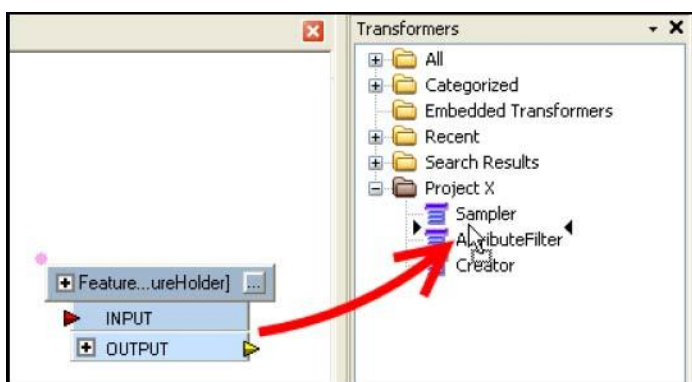 Transformers
All
Categorized
Embedded Transformers
Recent
Search Results
Project X
Sampler
AttributeFilter
Creator
Feature...ureHolder]
INPUT
OUTPUT